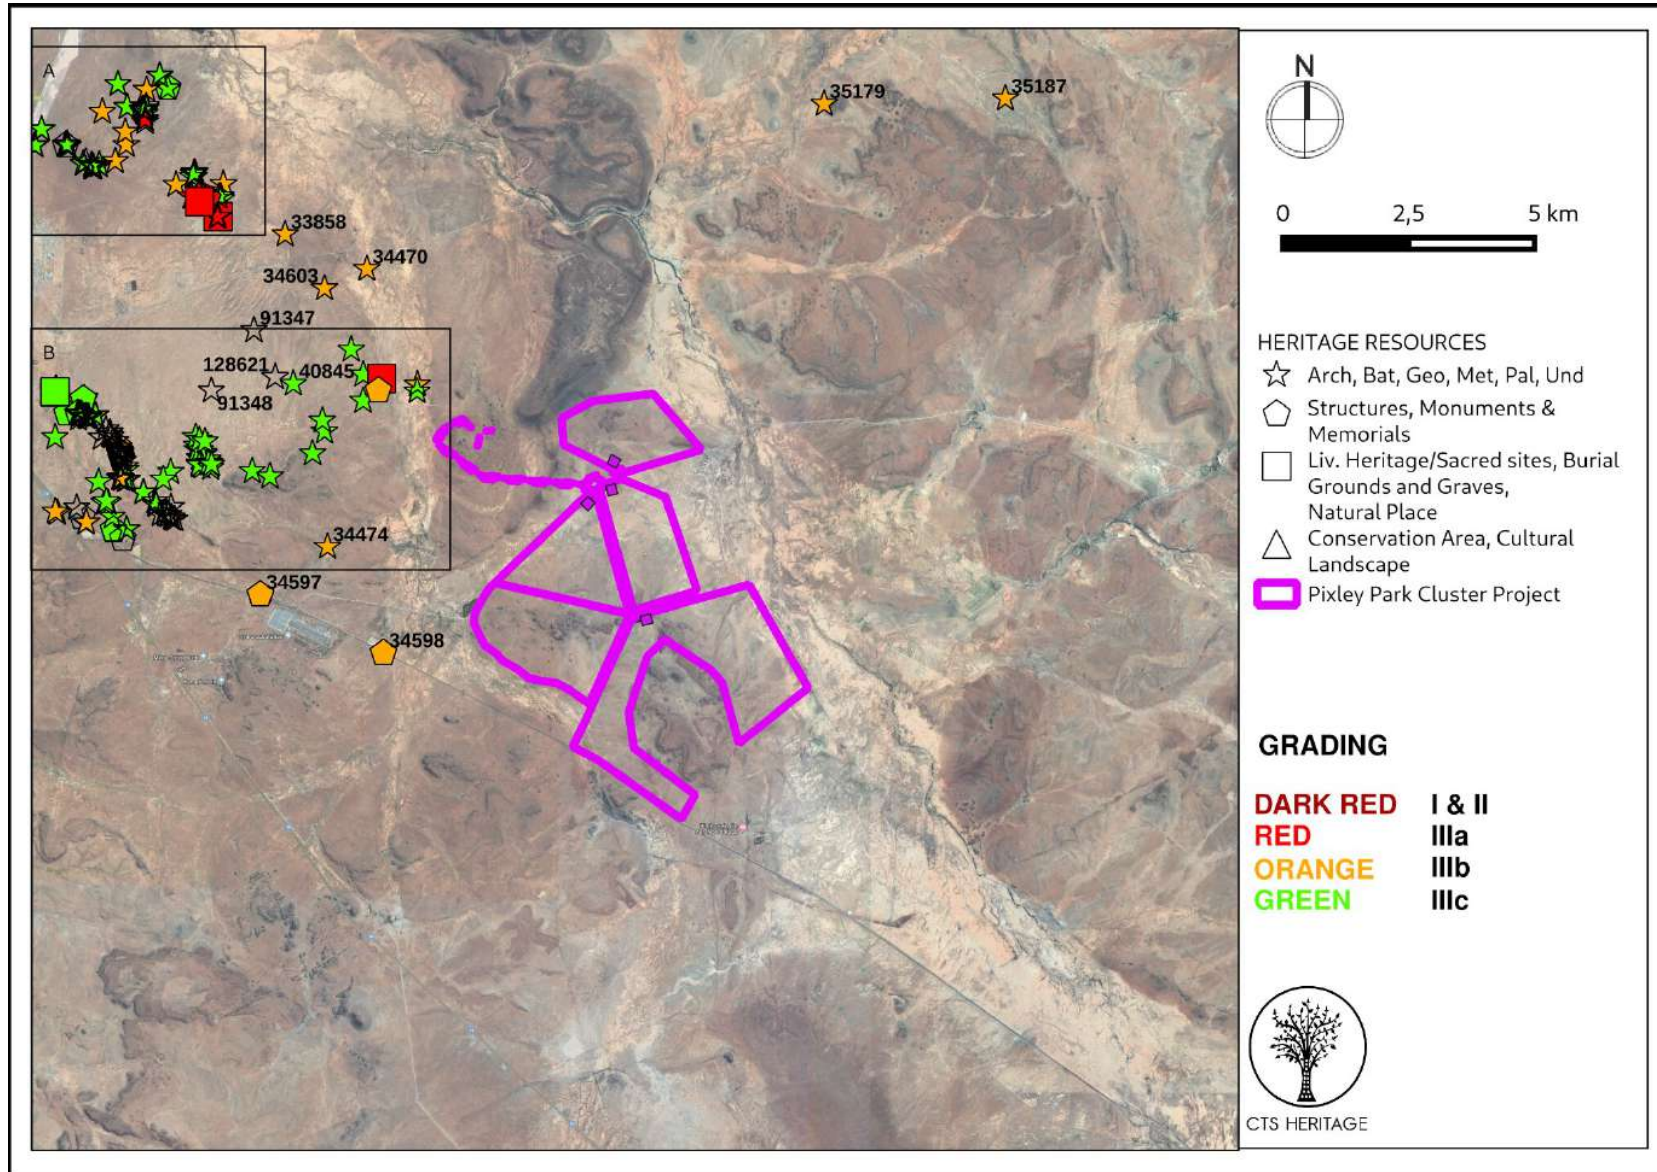 A
35179
35187
33858
34470
34603
91347
B
128621
40845
91348
34474
34597
34598
N
0 2,5 5 km
HERITAGE RESOURCES
Arch, Bat, Geo, Met, Pal, Und
Structures, Monuments &
Memorials
Liv. Heritage/Sacred sites, Burial
Grounds and Graves,
Natural Place
Conservation Area, Cultural
Landscape
Pixley Park Cluster Project
GRADING
DARK RED I & II
RED IIIa
ORANGE IIIb
GREEN IIIc
CTS HERITAGE